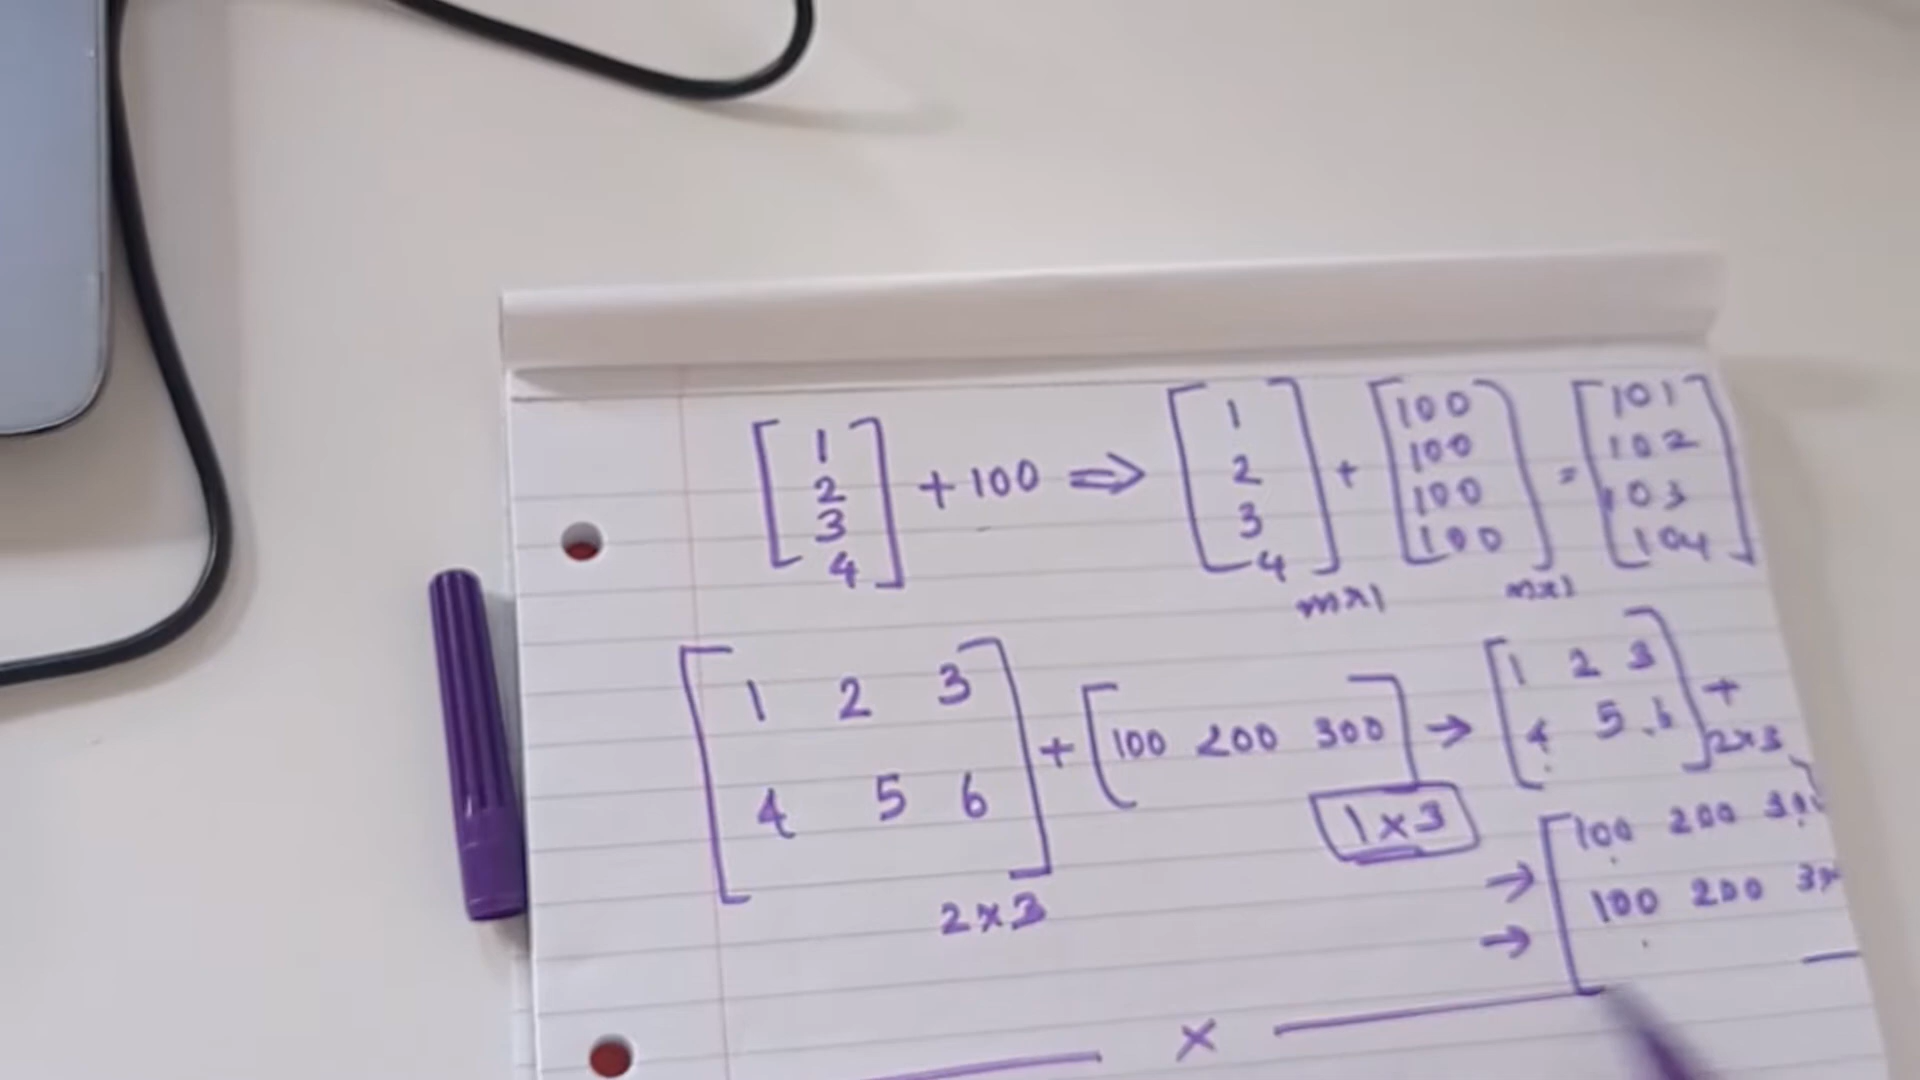 [1 2 3 4] + 100 ⇒ [1 2 3 4] + [100 100 100 100] = [101 102 103 104]
m×1 m×1
[1 2 3 + [100 200 300] → [1 2 3 +
4 5 6] 4 5 6] 2×3
2×3 1×3
→ [100 200
→ 100 200
×